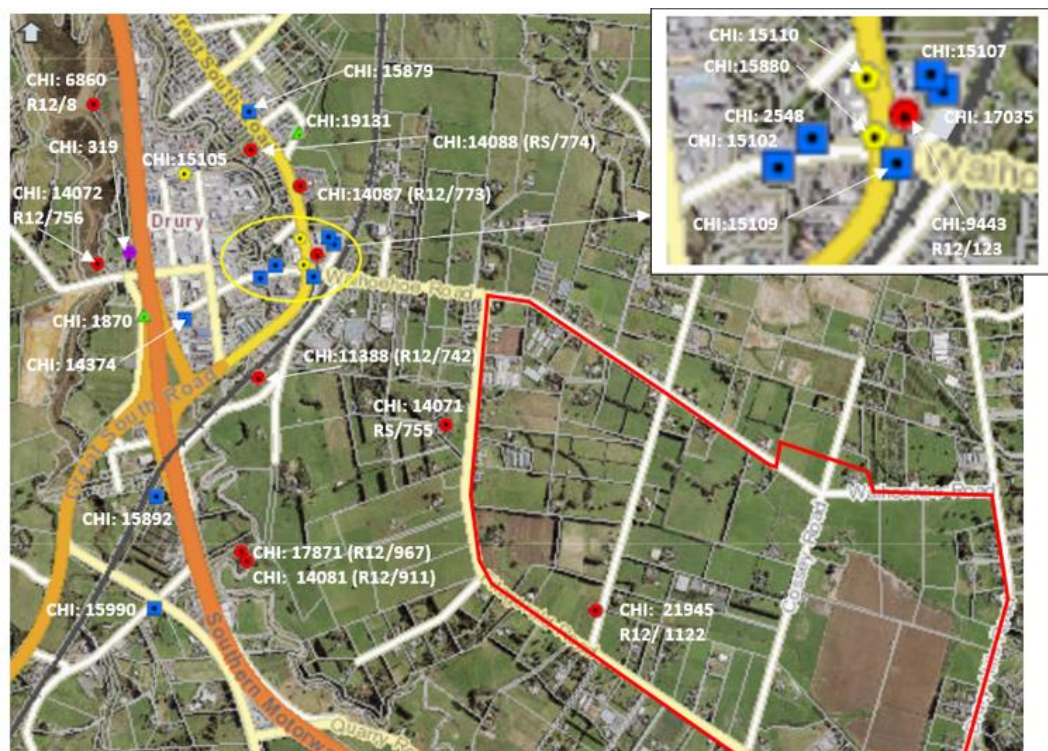 CHI: 6860
R12/8
CHI: 319
CHI: 14072
R12/756
CHI:15105
Drury
CHI: 15879
CHI:19131
CHI:14088 (RS/774)
CHI:14087 (R12/773)
Great South Road
Waihoehoe Road
CHI: 1870
CHI: 14374
CHI:11388 (R12/742)
CHI: 14071
RS/755
Great South Road
CHI: 15892
CHI: 17871 (R12/967)
CHI: 14081 (R12/911)
CHI:15990
Southern Motorw
Quarry R
CHI: 21945
R12/ 1122
Cossey Road
Waihoehoe Road
CHI: 15110
CHI:15880
CHI: 2548
CHI: 15102
CHI:15109
CHI:15107
CHI: 17035
Waihoe
CHI:9443
R12/123